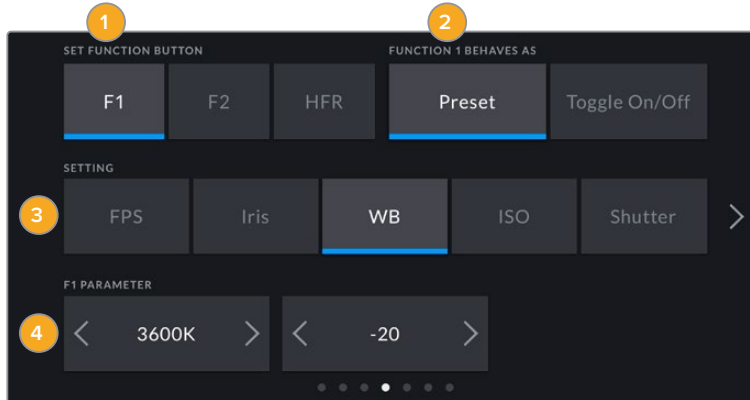 1
2
SET FUNCTION BUTTON
FUNCTION 1 BEHAVES AS
F1 F2 HFR Preset Toggle On/Off
SETTING
3 FPS Iris WB ISO Shutter
F1 PARAMETER
4 3600K -20